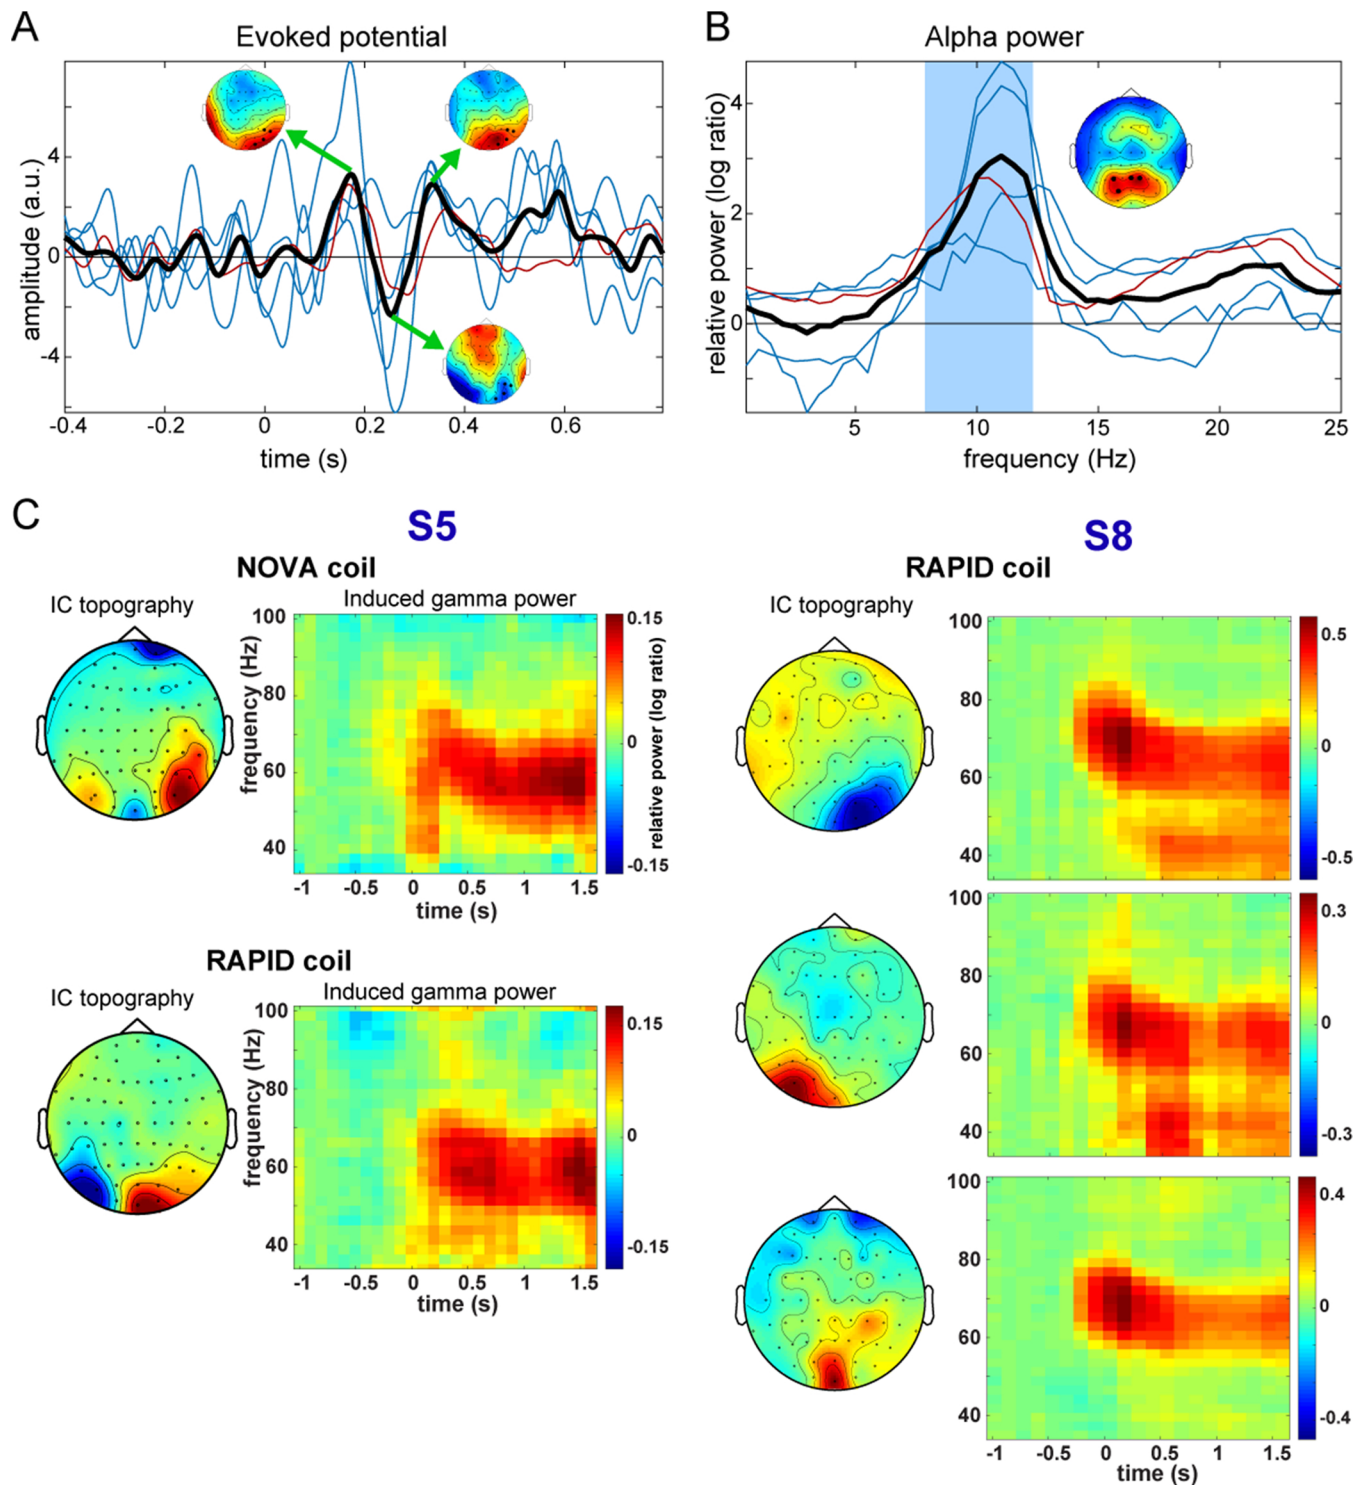 A
Evoked potential
amplitude (a.u.)
4
0
-4
-0.4
-0.2
0
0.2
0.4
0.6
time (s)
B
Alpha power
relative power (log ratio)
4
2
0
5
10
15
20
25
frequency (Hz)
C
S5
NOVA coil
IC topography
Induced gamma power
frequency (Hz)
100
80
60
40
-1
-0.5
0
0.5
1
1.5
time (s)
0.15
0
-0.15
relative power (log ratio)
RAPID coil
IC topography
Induced gamma power
frequency (Hz)
100
80
60
40
-1
-0.5
0
0.5
1
1.5
time (s)
0.15
0
-0.15
S8
RAPID coil
IC topography
100
80
60
40
0.5
0
-0.5
100
80
60
40
0.3
0
-0.3
100
80
60
40
0.4
0
-0.4
-1
-0.5
0
0.5
1
1.5
time (s)